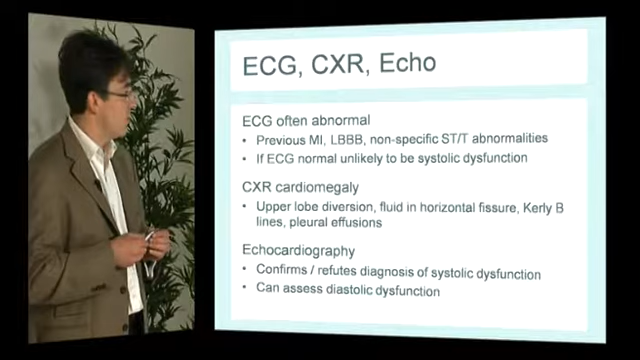 ECG, CXR, Echo
ECG often abnormal
• Previous MI, LBBB, non-specific ST/T abnormalities
• If ECG normal unlikely to be systolic dysfunction
CXR cardiomegaly
• Upper lobe diversion, fluid in horizontal fissure, Kerly B
lines, pleural effusions
Echocardiography
• Confirms / refutes diagnosis of systolic dysfunction
• Can assess diastolic dysfunction